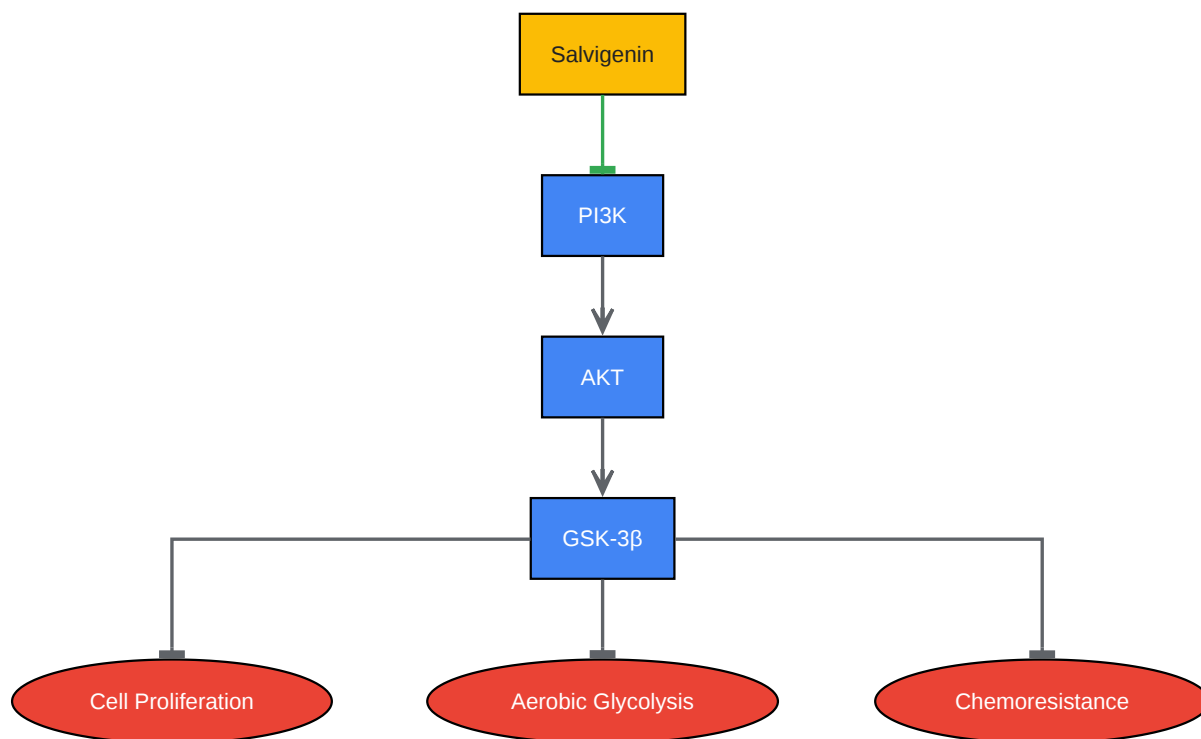 Salvigenin
PI3K
AKT
GSK-3β
Cell Proliferation
Aerobic Glycolysis
Chemoresistance